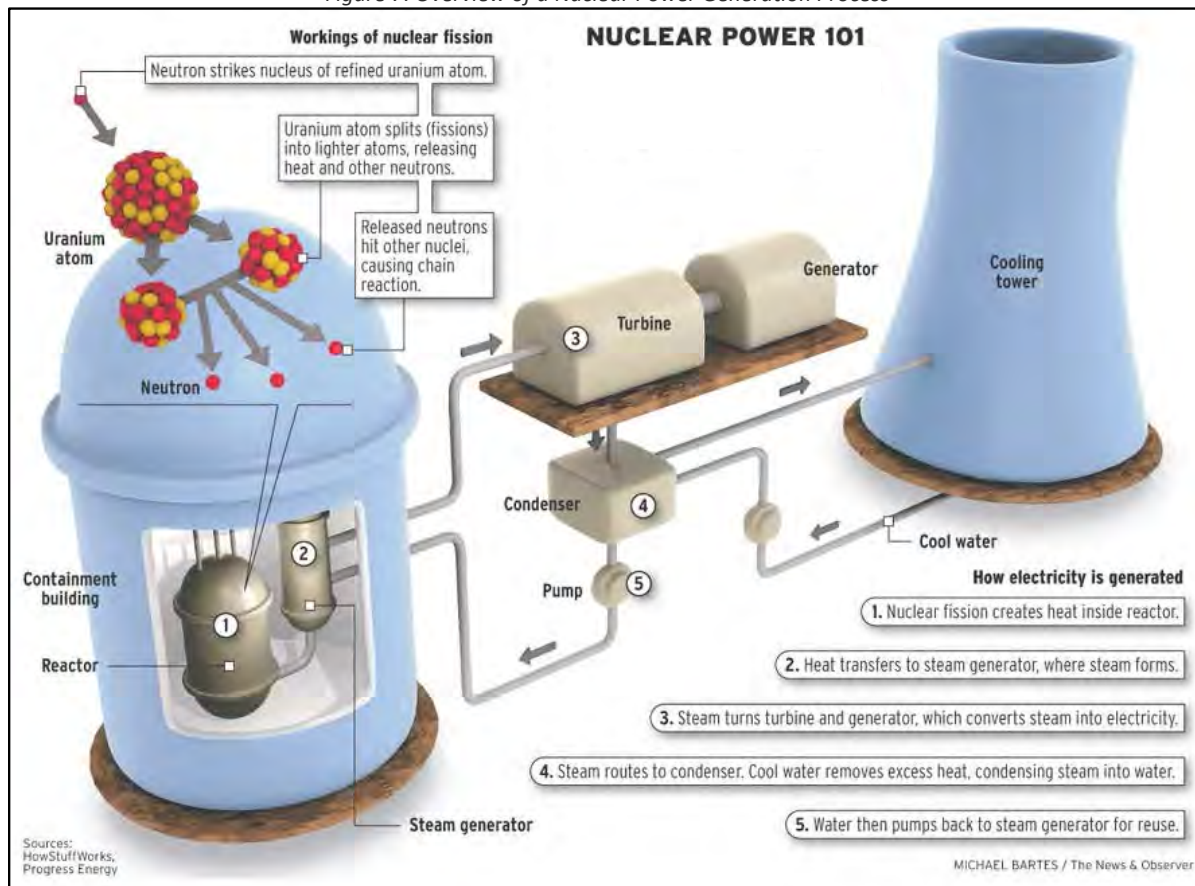 NUCLEAR POWER 101
Workings of nuclear fission
Neutron strikes nucleus of refined uranium atom.
Uranium atom splits (fissions)
into lighter atoms, releasing
heat and other neutrons.
Released neutrons
hit other nuclei,
causing chain
reaction.
Uranium
atom
Neutron
Generator
Turbine
3
Cooling
tower
Condenser
4
2
Cool water
Pump
5
Containment
building
1
Reactor
Steam generator
How electricity is generated
1. Nuclear fission creates heat inside reactor.
2. Heat transfers to steam generator, where steam forms.
3. Steam turns turbine and generator, which converts steam into electricity.
4. Steam routes to condenser. Cool water removes excess heat, condensing steam into water.
5. Water then pumps back to steam generator for reuse.
Sources:
HowStuffWorks,
Progress Energy
MICHAEL BARTES / The News & Observer